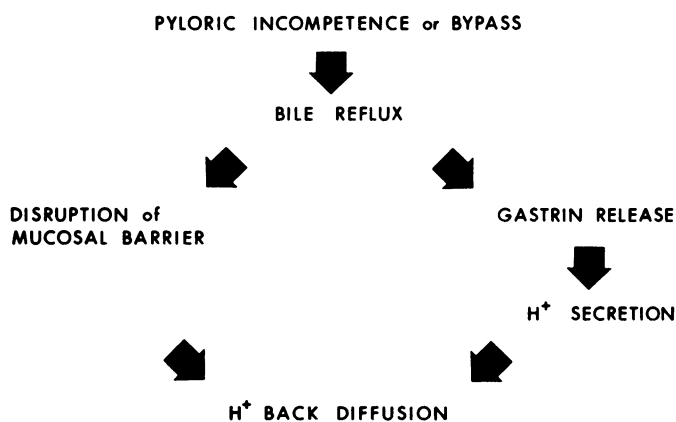 PYLORIC INCOMPETENCE or BYPASS
BILE REFLUX
DISRUPTION of
MUCOSAL BARRIER
GASTRIN RELEASE
H⁺ SECRETION
H⁺ BACK DIFFUSION